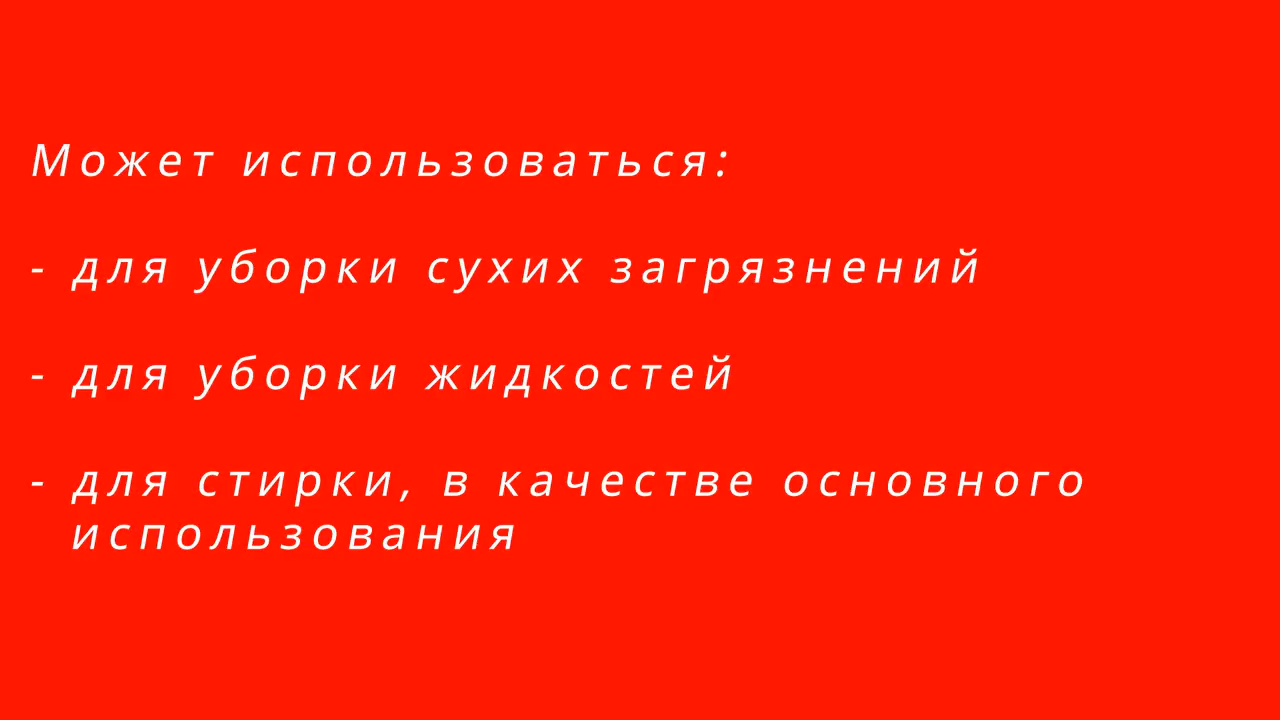 Может использоваться:
- для уборки сухих загрязнений
- для уборки жидкостей
- для стирки, в качестве основного
использования